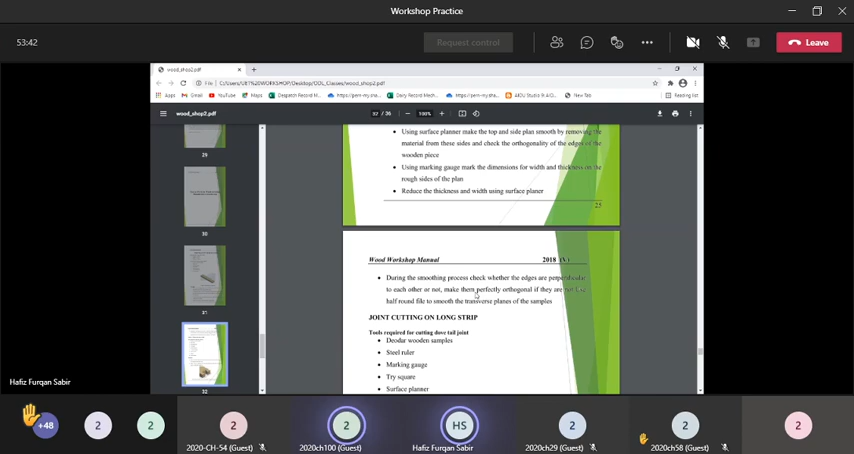 Workshop Practice
53:42
Request control
Leave
wood_shop2.pdf
File
C:/Users/UET%20WORKSHOP/Desktop/ODL_Classes/wood_shop2.pdf
Apps
Gmail
YouTube
Maps
New Tab
Reading list
wood_shop2.pdf
/ 36
100%
29
30
31
32
Using surface planner make the top and side plan smooth by removing the
material from these sides and check the orthogonality of the edges of the
wooden piece
Using marking gauge mark the dimensions for width and thickness on the
rough sides of the plan
Reduce the thickness and width using surface planer
25
Wood Workshop Manual
2018 (V)
During the smoothing process check whether the edges are perpendicular
to each other or not, make them perfectly orthogonal if they are not Use
half round file to smooth the transverse planes of the samples
JOINT CUTTING ON LONG STRIP
Tools required for cutting dove tail joint
Deodar wooden samples
Steel ruler
Marking gauge
Try square
Surface planner
Hafiz Furqan Sabir
+48
2
2
2
2
HS
2
2
2
2020-CH-54 (Guest)
2020ch100 (Guest)
Hafiz Furqan Sabir
2020ch29 (Guest)
2020ch58 (Guest)